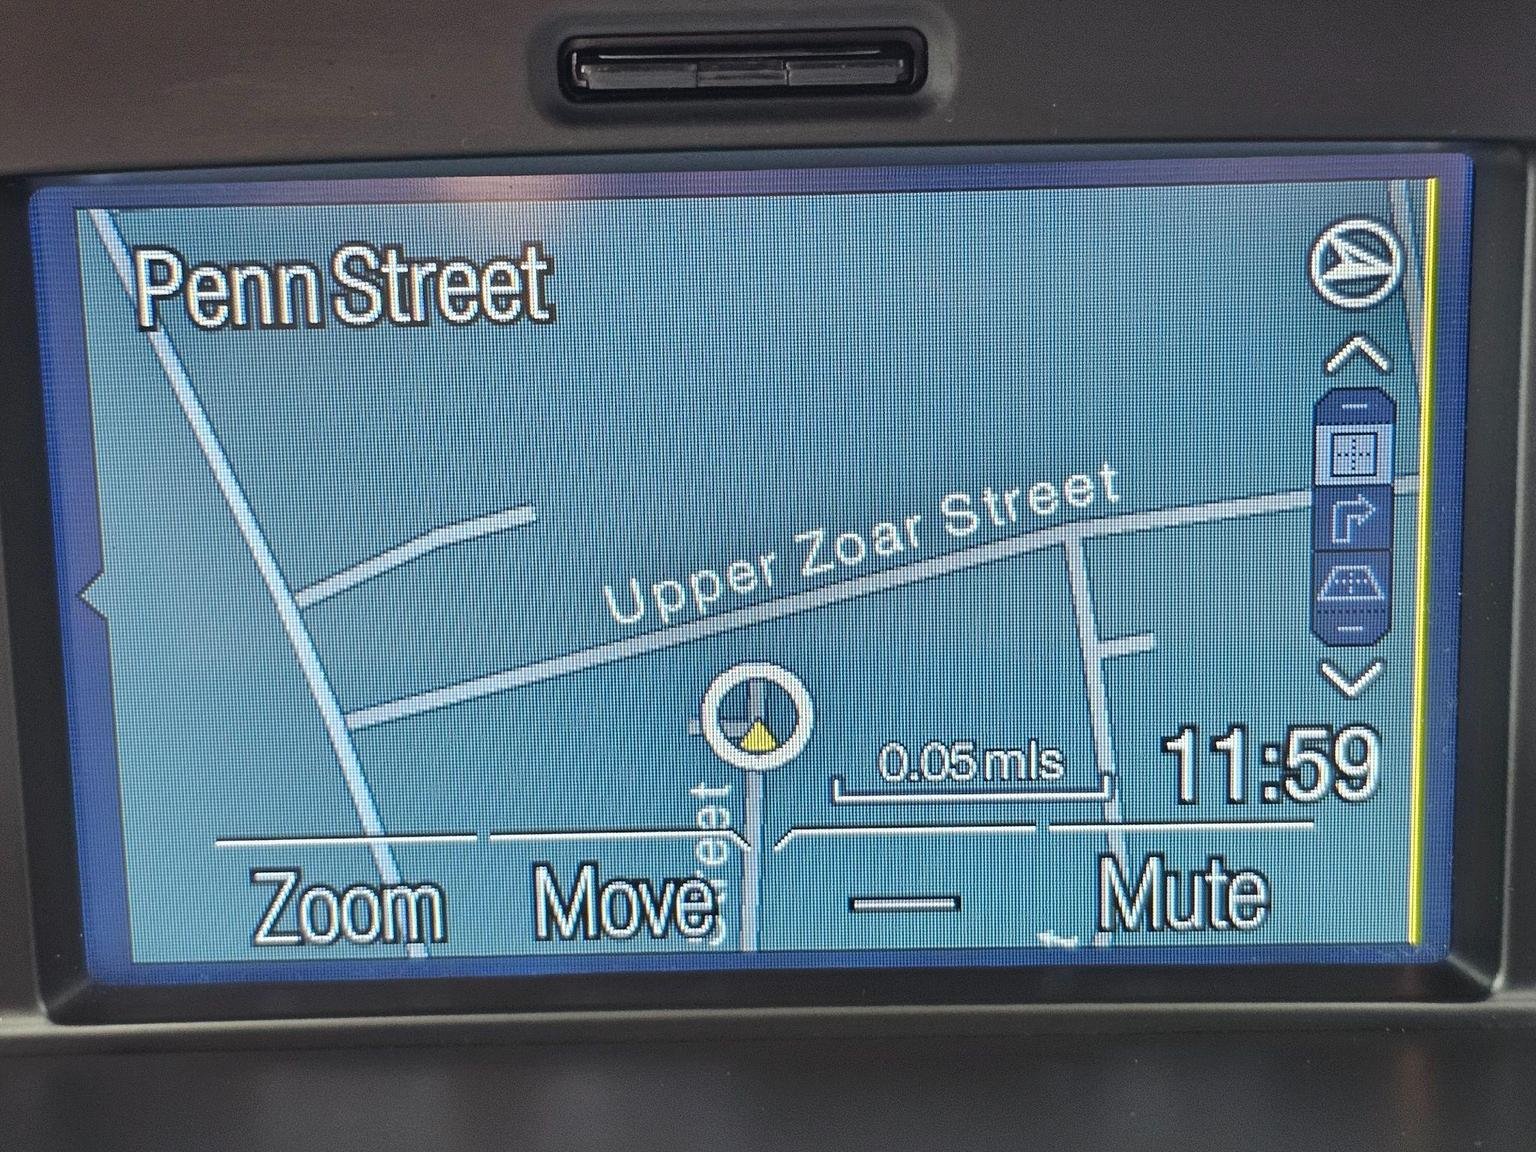 Penn Street
Upper Zoar Street
0.05 mls
11:59
Zoom
Move
Mute